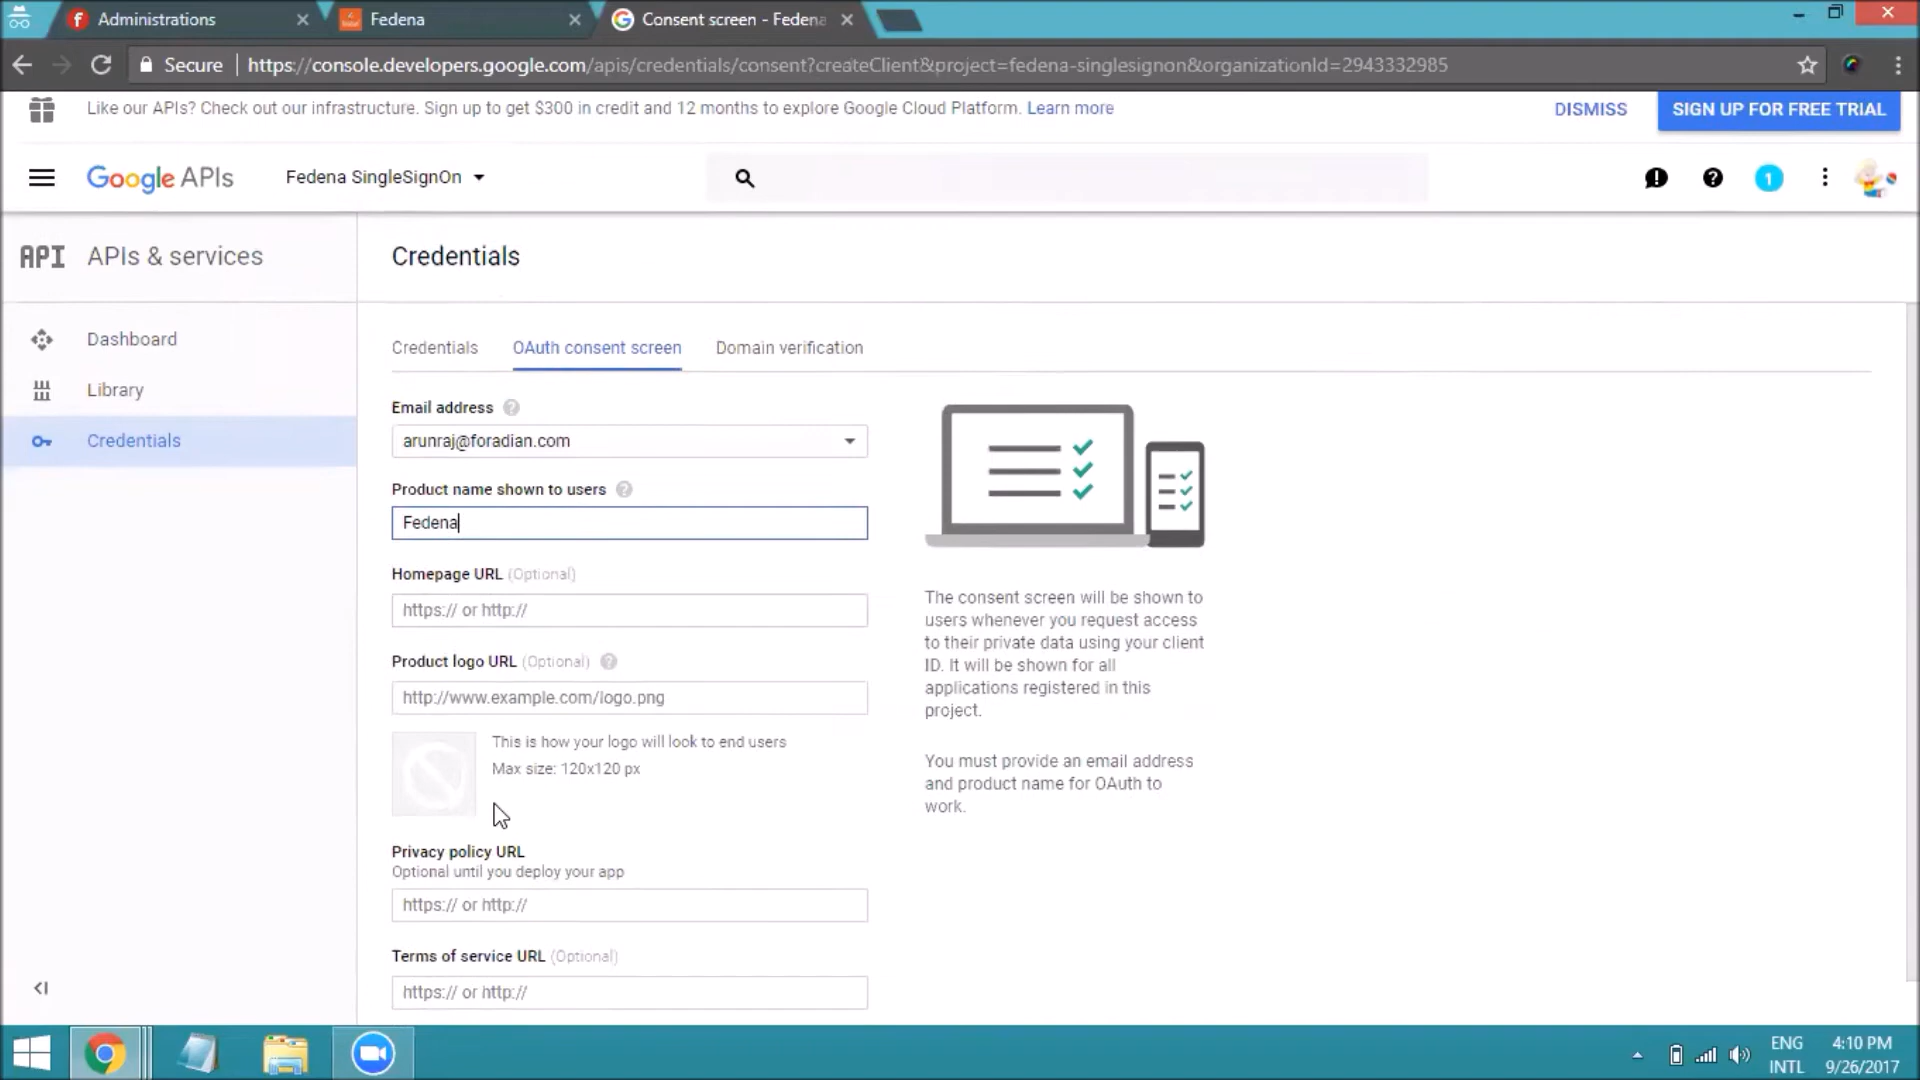 Administrations
Fedena
Consent screen - Fedena
Secure
https://console.developers.google.com/apis/credentials/consent?createClient&project=fedena-singlesignon&organizationId=2943332985
Like our APIs? Check out our infrastructure. Sign up to get $300 in credit and 12 months to explore Google Cloud Platform. Learn more
DISMISS
SIGN UP FOR FREE TRIAL
Google APIs
Fedena SingleSignOn
1
API APIs & services
Credentials
Dashboard
Library
Credentials
Credentials
OAuth consent screen
Domain verification
Email address
arunraj@foradian.com
Product name shown to users
Fedena
Homepage URL (Optional)
https:// or http://
Product logo URL (Optional)
http://www.example.com/logo.png
This is how your logo will look to end users
Max size: 120x120 px
Privacy policy URL
Optional until you deploy your app
https:// or http://
Terms of service URL (Optional)
https:// or http://
The consent screen will be shown to
users whenever you request access
to their private data using your client
ID. It will be shown for all
applications registered in this
project.
You must provide an email address
and product name for OAuth to
work.
ENG
INTL
4:10 PM
9/26/2017